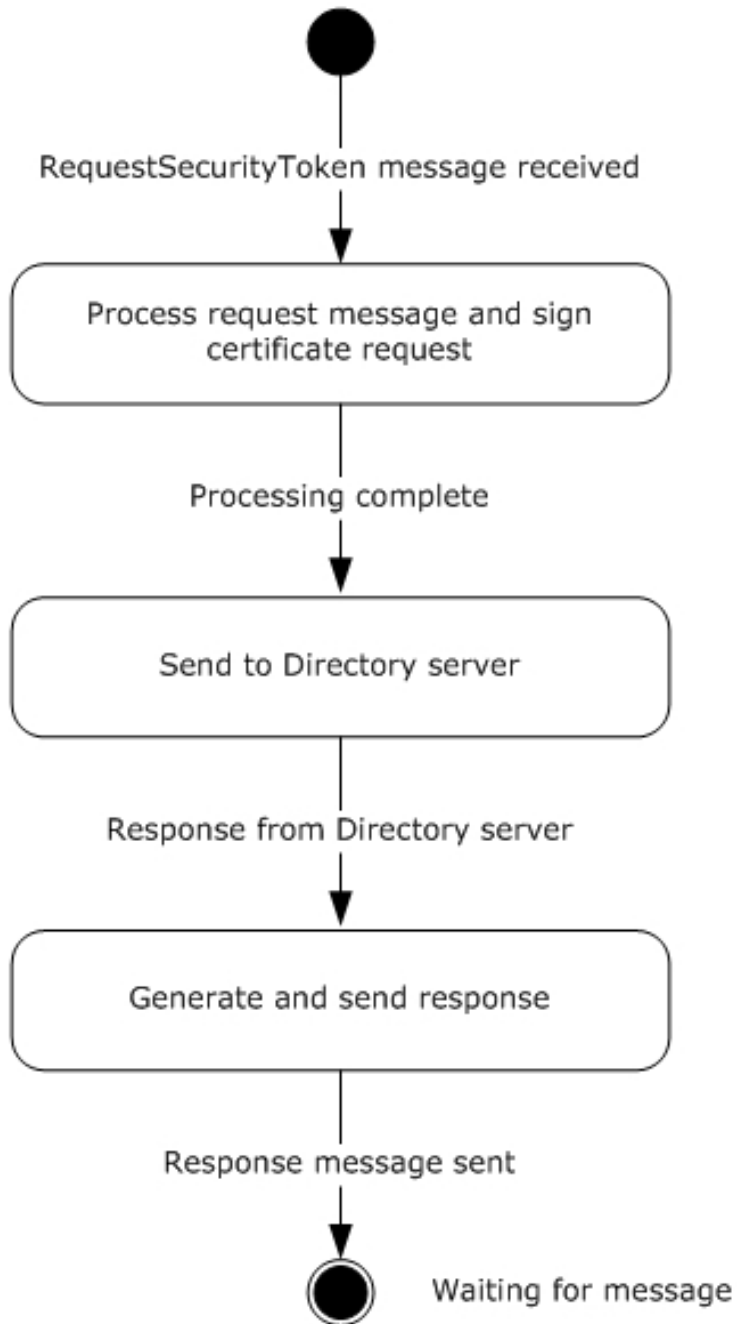 RequestSecurityToken message received
Process request message and sign
certificate request
Processing complete
Send to Directory server
Response from Directory server
Generate and send response
Response message sent
Waiting for message